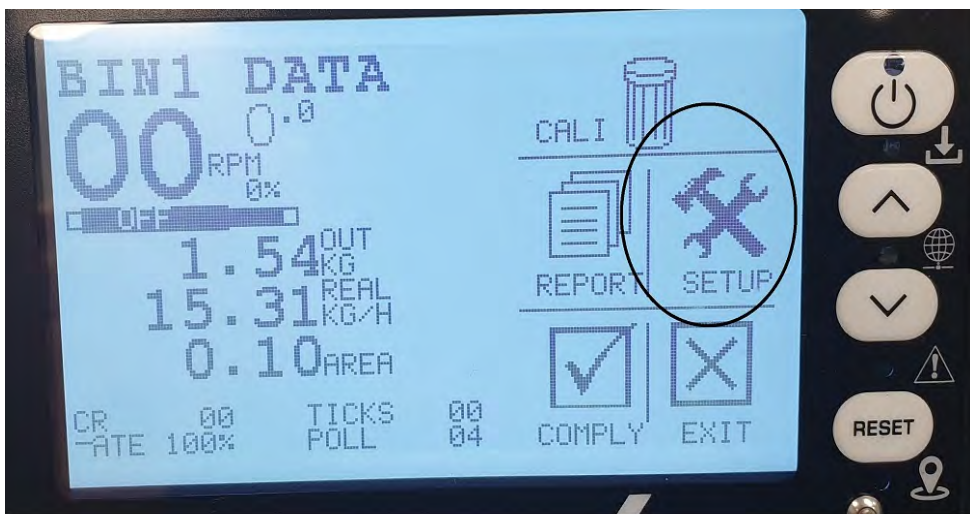 BIN1 DATA
00 0.0
RPM
0%
OFF
1.54 OUT KG
15.31 REAL KG/H
0.10 AREA
CR 00 TICKS 00
ATE 100% POLL 04
CALI
REPORT SETUP
COMPLY EXIT
RESET